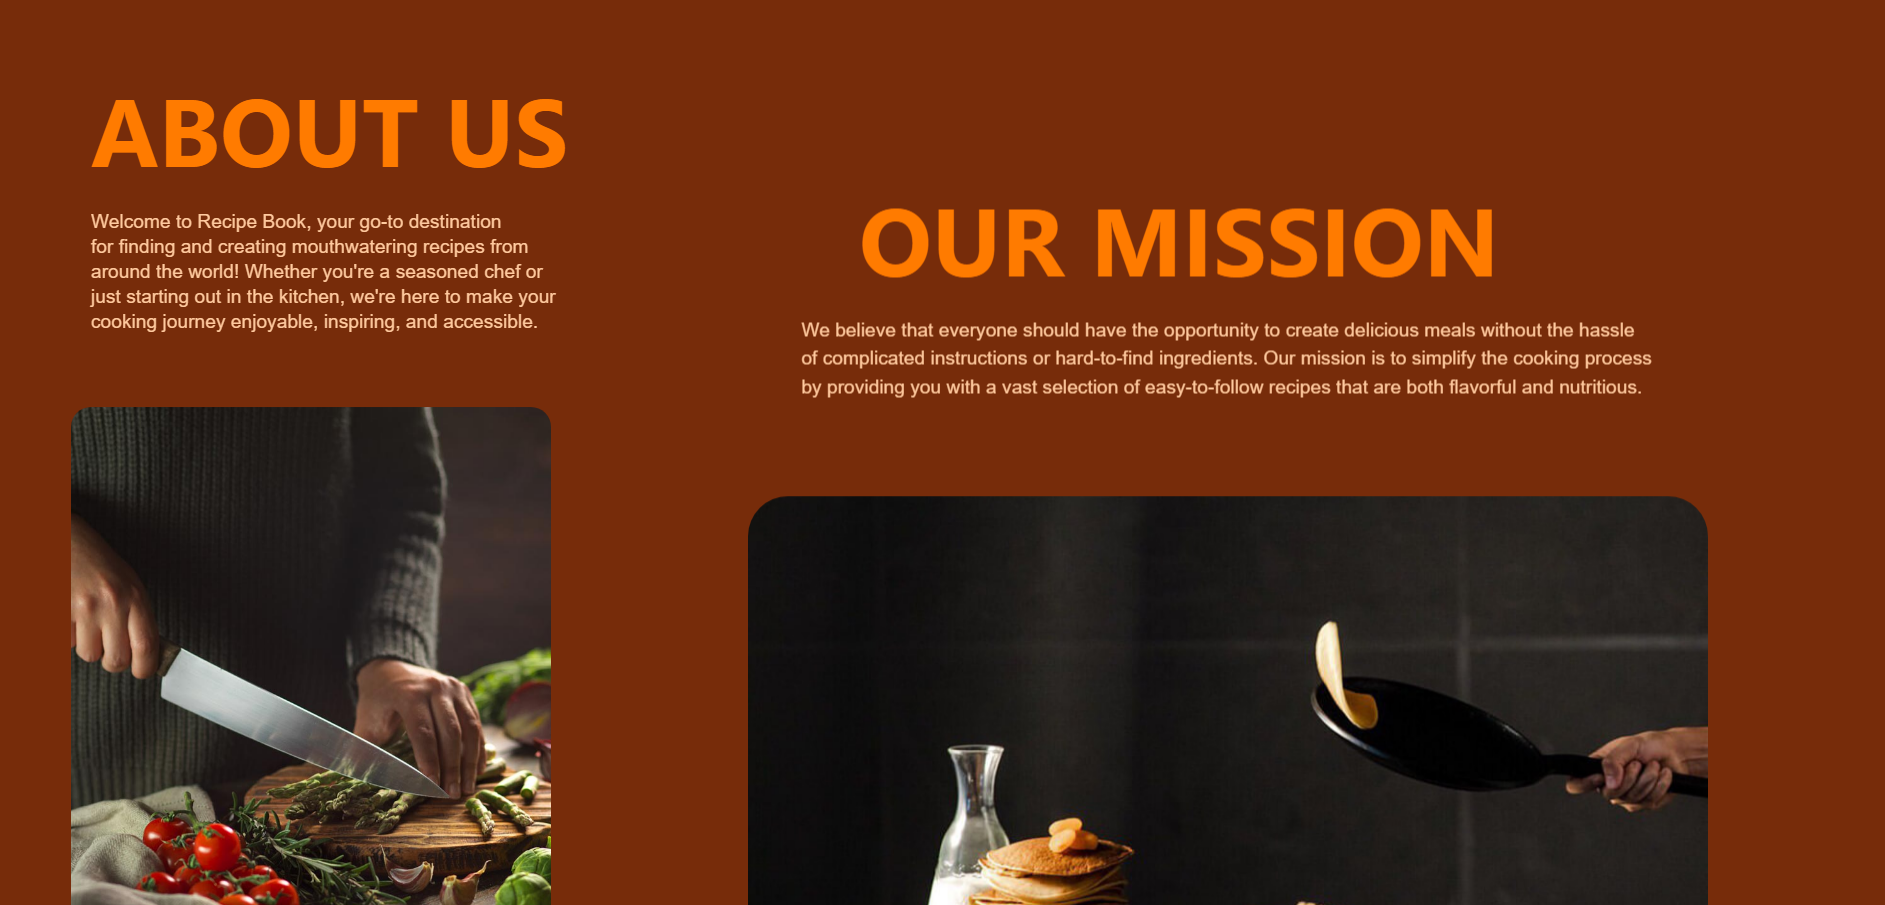 ABOUT US
Welcome to Recipe Book, your go-to destination
for finding and creating mouthwatering recipes from
around the world! Whether you're a seasoned chef or
just starting out in the kitchen, we're here to make your
cooking journey enjoyable, inspiring, and accessible.
OUR MISSION
We believe that everyone should have the opportunity to create delicious meals without the hassle
of complicated instructions or hard-to-find ingredients. Our mission is to simplify the cooking process
by providing you with a vast selection of easy-to-follow recipes that are both flavorful and nutritious.